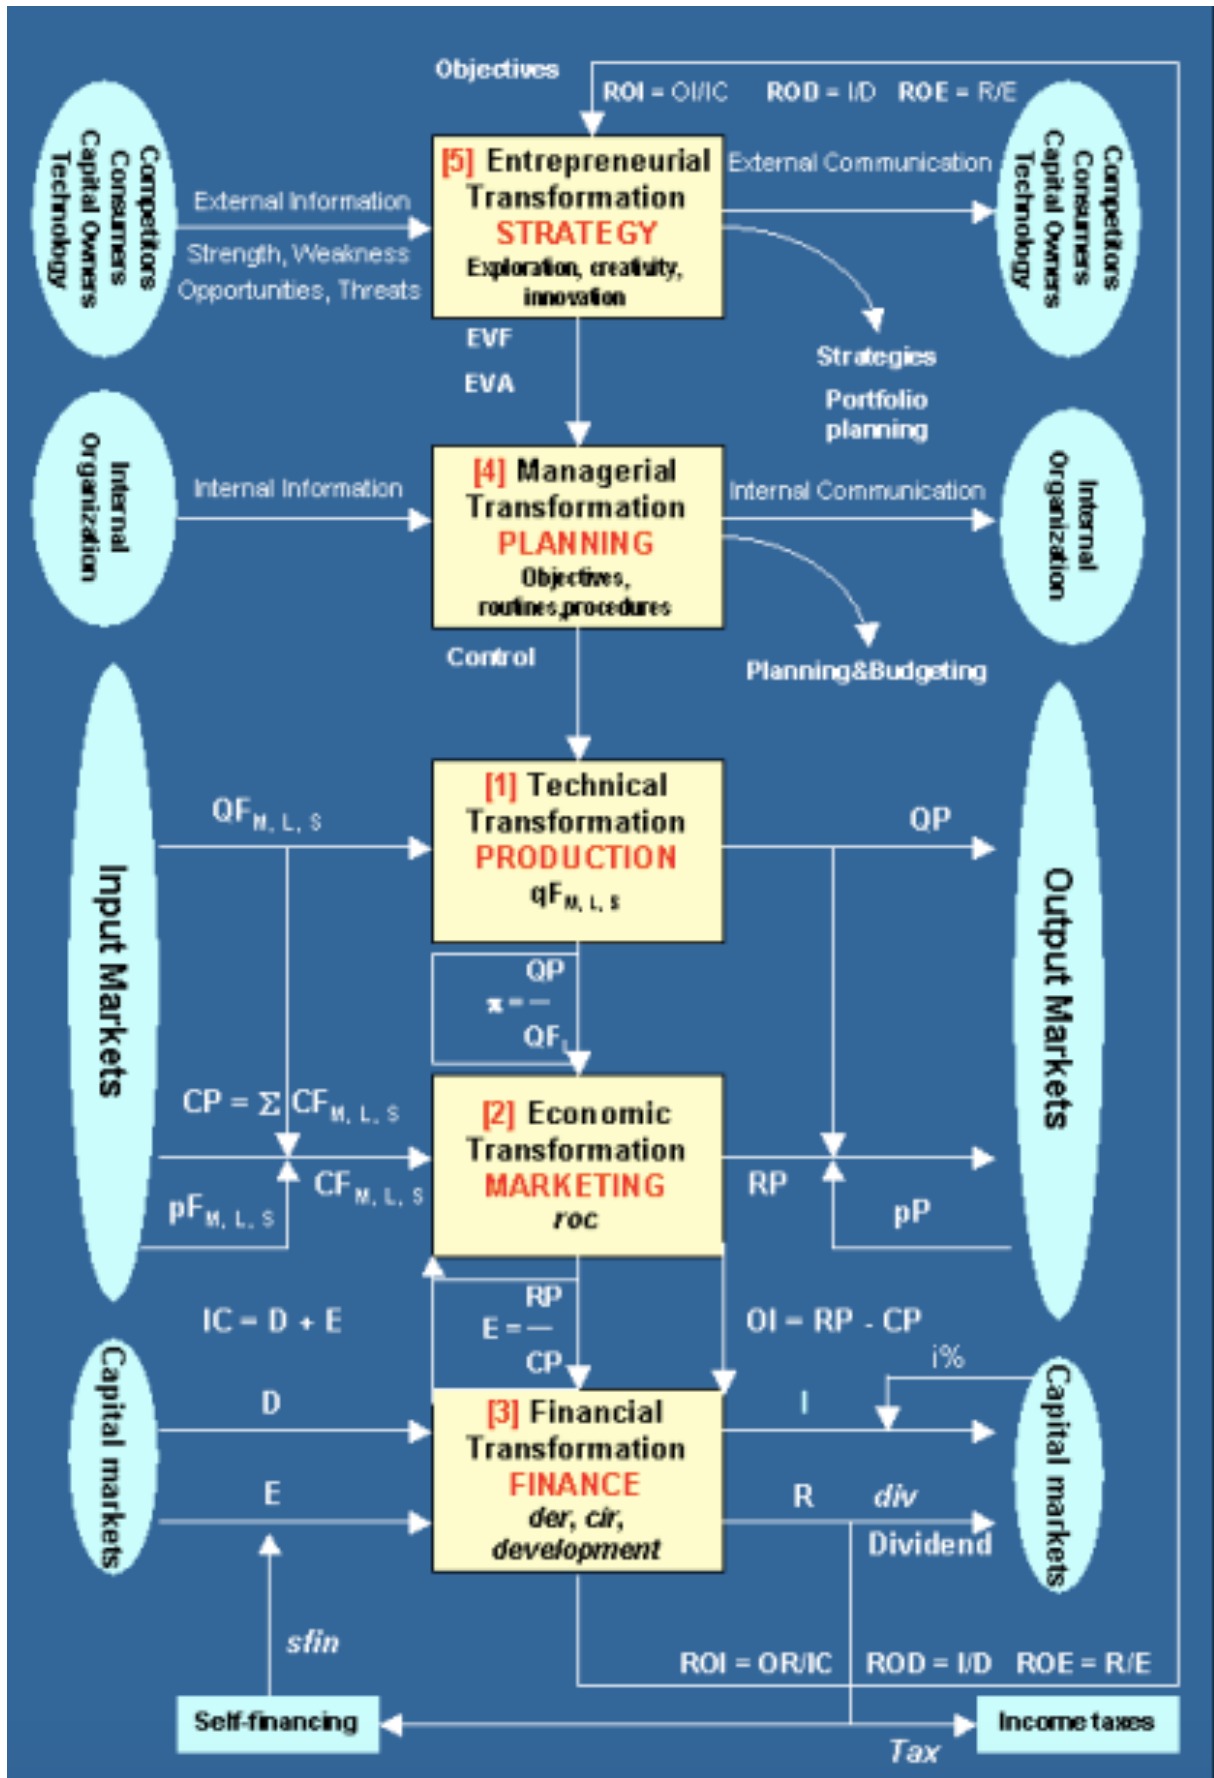 Objectives
ROI = OI/IC ROD = I/D ROE = R/E
Competitors
Consumers
Capital Owners
Technology
External Information
Strength, Weakness
Opportunities, Threats
[5] Entrepreneurial
Transformation
STRATEGY
Exploration, creativity,
innovation
External Communication
Competitors
Consumers
Capital Owners
Technology
EVF
EVA
Strategies
Portfolio
planning
Internal
Organization
Internal Information
[4] Managerial
Transformation
PLANNING
Objectives,
routines,procedures
Internal Communication
Internal
Organization
Control
Planning&Budgeting
Input Markets
QF M, L, S
[1] Technical
Transformation
PRODUCTION
qF M, L, S
QP
Output Markets
QP
π = —
QF L
CP = Σ CF M, L, S
CF M, L, S
pF M, L, S
[2] Economic
Transformation
MARKETING
roc
RP
pP
IC = D + E
RP
E = —
CP
OI = RP - CP
i%
Capital markets
D
E
[3] Financial
Transformation
FINANCE
der, cir,
development
I
R div
Dividend
Capital markets
sfin
ROI = OR/IC ROD = I/D ROE = R/E
Self-financing
Income taxes
Tax